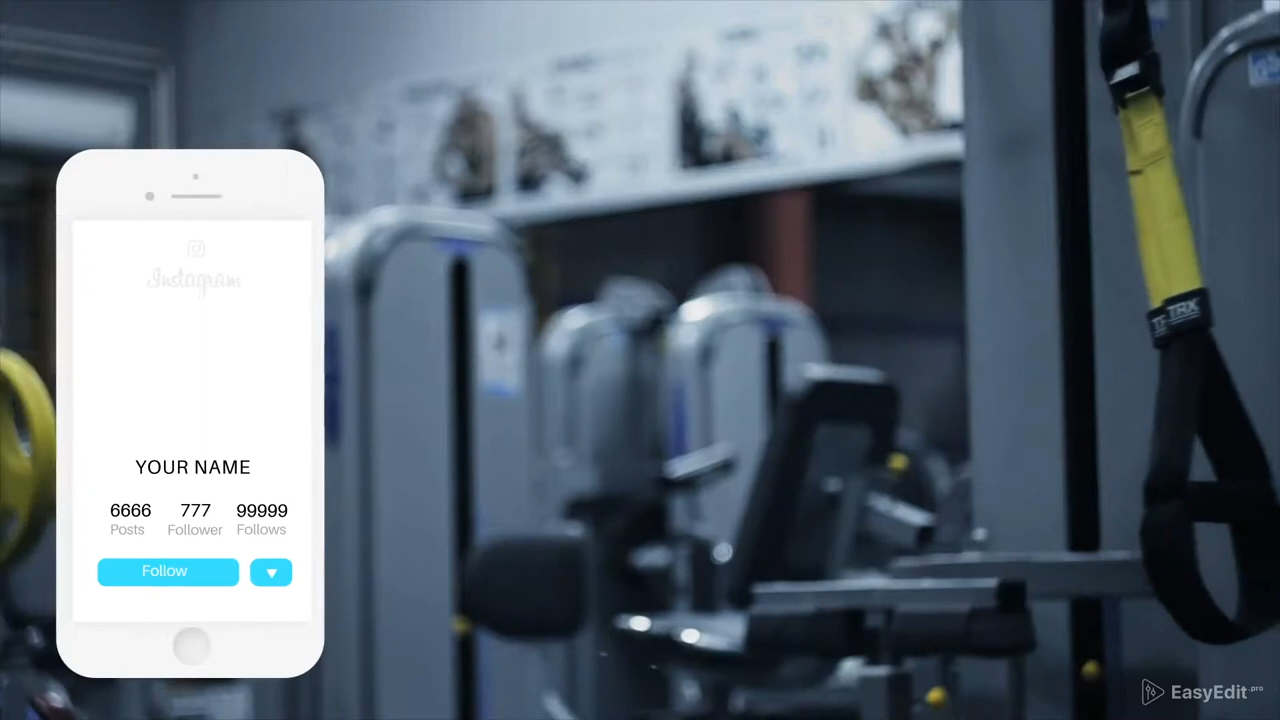 Instagram
YOUR NAME
6666 777 99999
Posts Follower Follows
Follow
TRX
EasyEdit.pro